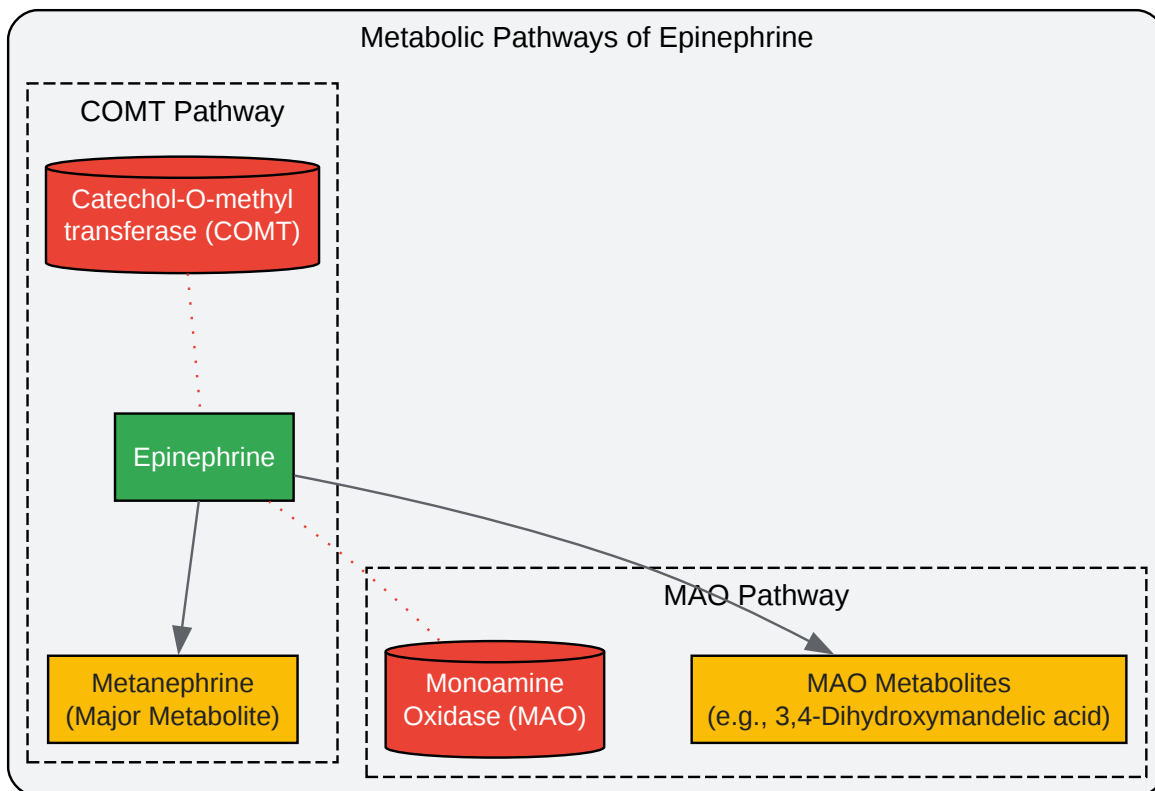 Metabolic Pathways of Epinephrine
COMT Pathway
Catechol-O-methyl
transferase (COMT)
Epinephrine
MAO Pathway
Metanephrine
(Major Metabolite)
Monoamine
Oxidase (MAO)
MAO Metabolites
(e.g., 3,4-Dihydroxymandelic acid)